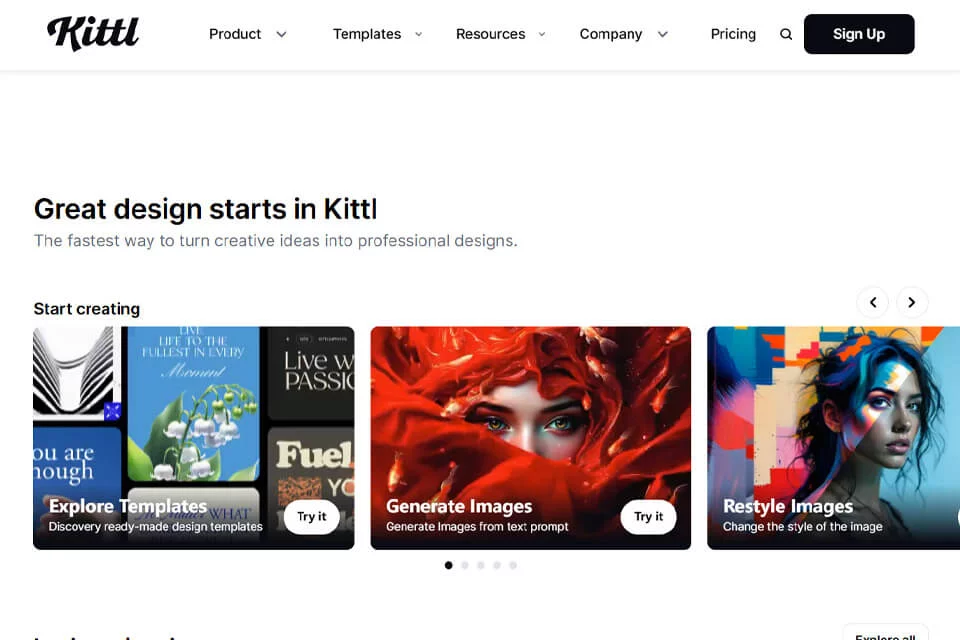 Kittl
Product
Templates
Resources
Company
Pricing
Sign Up
Great design starts in Kittl
The fastest way to turn creative ideas into professional designs.
Start creating
LIVE
LIFE TO THE
FULLEST IN EVERY
Moment
Live w
PASSIO
ou are
nough
Fuel
YO
WHAT
Explore Templates
Discovery ready-made design templates
Try it
Generate Images
Generate Images from text prompt
Try it
Restyle Images
Change the style of the image
Explore all